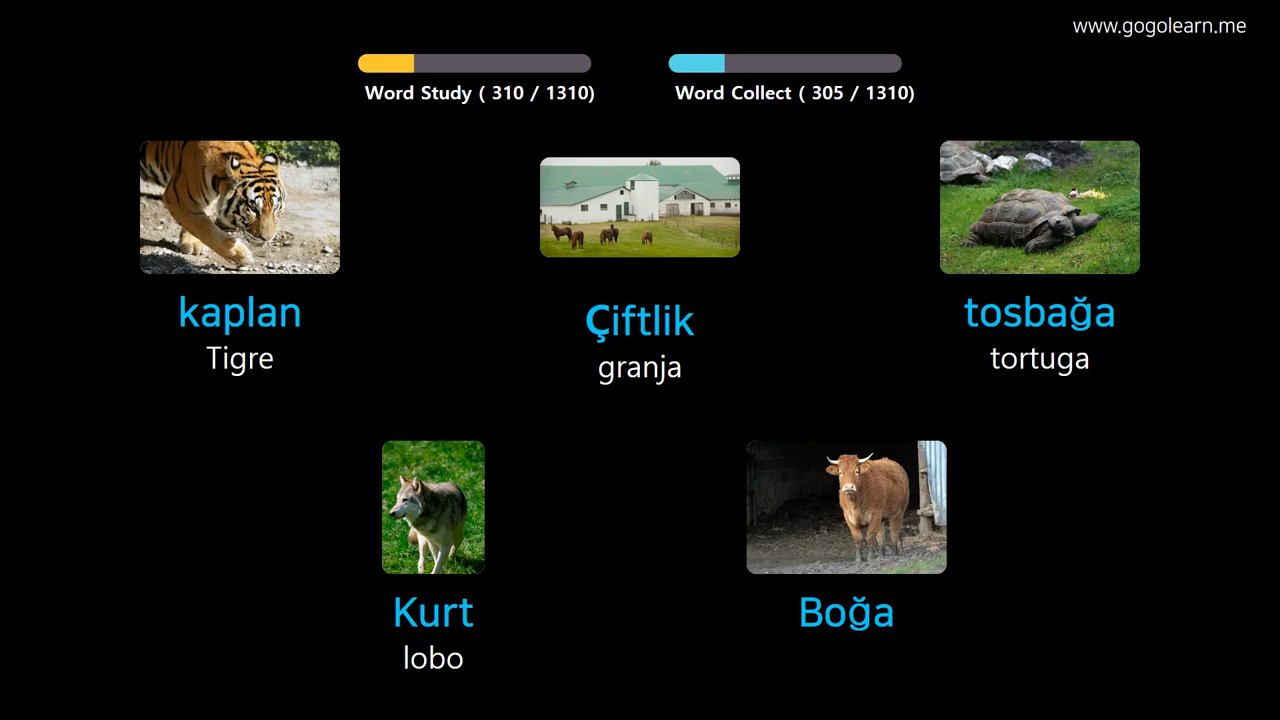 www.gogolearn.me
Word Study ( 310 / 1310)
Word Collect ( 305 / 1310)
kaplan
Tigre
Çiftlik
granja
tosbağa
tortuga
Kurt
lobo
Boğa